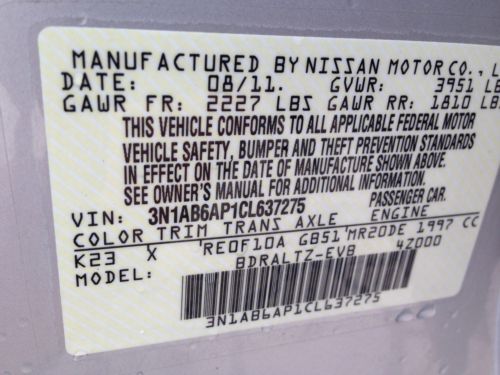 MANUFACTURED BY NISSAN MOTOR CO., L
DATE: 08/11. GVWR: 3951 LB
GAWR FR: 2227 LBS GAWR RR: 1810 LB
THIS VEHICLE CONFORMS TO ALL APPLICABLE FEDERAL MOTOR
VEHICLE SAFETY, BUMPER AND THEFT PREVENTION STANDARDS
IN EFFECT ON THE DATE OF MANUFACTURE SHOWN ABOVE.
SEE OWNER'S MANUAL FOR ADDITIONAL INFORMATION.
VIN: 3N1AB6AP1CL637275 PASSENGER CAR.
COLOR TRIM TRANS AXLE ENGINE
K23 X RE0F10A GB51 MR20DE 1997 CC
MODEL: BDRALTZ-EVB 4Z000
3N1AB6AP1CL637275